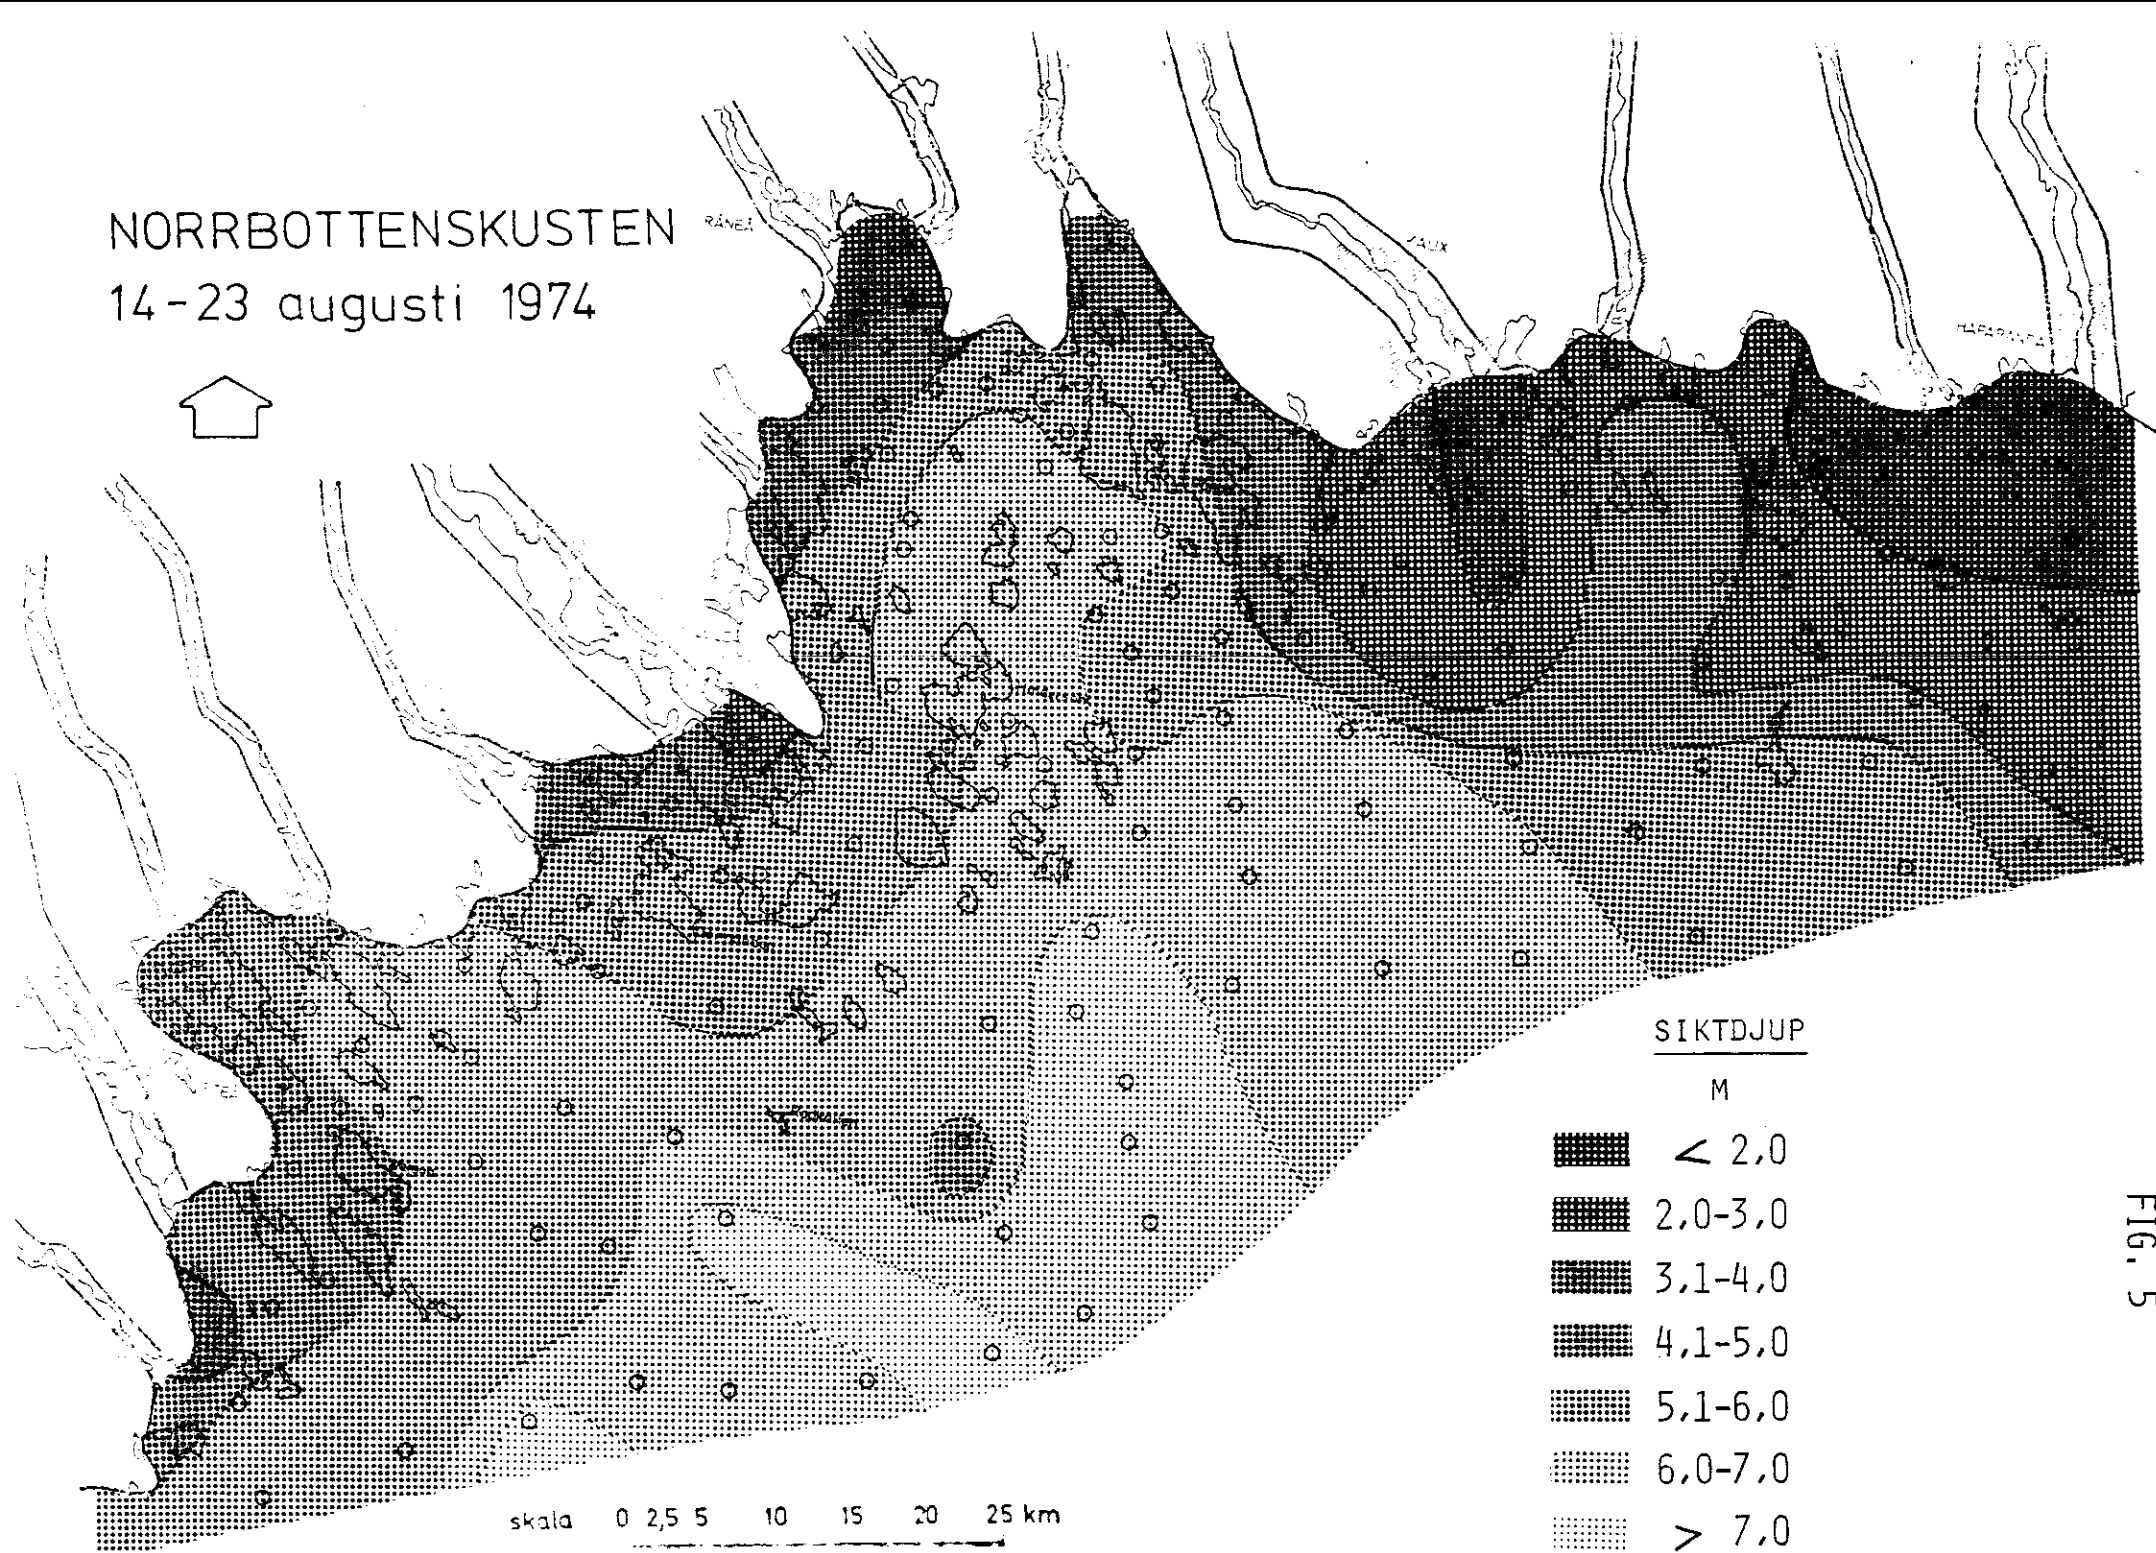 NORRBOTTENSKUSTEN
14-23 augusti 1974
RÅNEÅ
HAPARANDA
SIKTDJUP
M
< 2,0
2,0-3,0
3,1-4,0
4,1-5,0
5,1-6,0
6,0-7,0
> 7,0
skala 0 2,5 5 10 15 20 25 km
FIG. 5